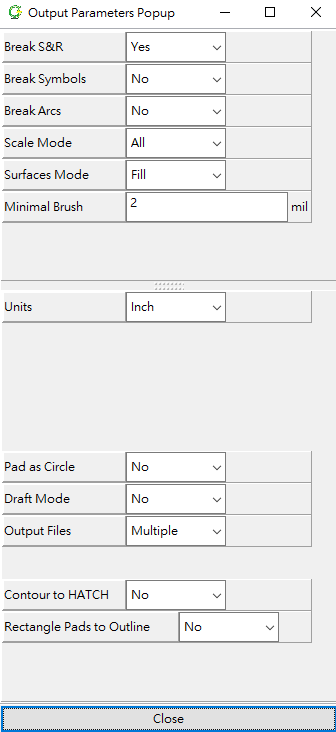 Output Parameters Popup
Break S&R Yes
Break Symbols No
Break Arcs No
Scale Mode All
Surfaces Mode Fill
Minimal Brush 2 mil
Units Inch
Pad as Circle No
Draft Mode No
Output Files Multiple
Contour to HATCH No
Rectangle Pads to Outline No
Close